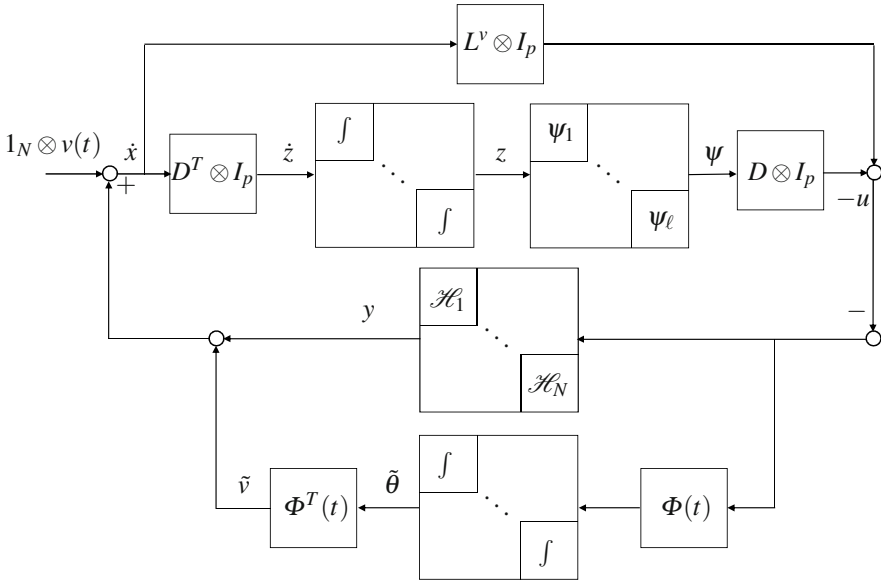 L^v ⊗ I_p
1_N ⊗ v(t)
ẋ
+
D^T ⊗ I_p
ż
∫
⋱
∫
z
ψ_1
⋱
ψ_ℓ
ψ
D ⊗ I_p
−u
−
y
ℋ_1
⋱
ℋ_N
ṽ
Φ^T(t)
θ̃
∫
⋱
∫
Φ(t)